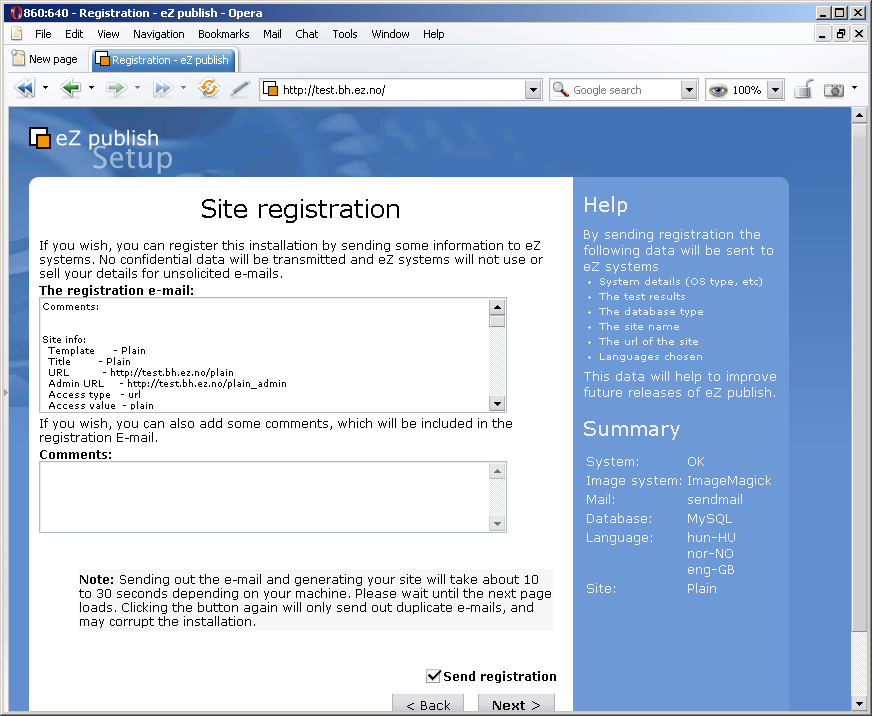 860:640 - Registration - eZ publish - Opera
File Edit View Navigation Bookmarks Mail Chat Tools Window Help
New page Registration - eZ publish
http://test.bh.ez.no/ Google search 100%
eZ publish
Setup
Site registration
If you wish, you can register this installation by sending some information to eZ
systems. No confidential data will be transmitted and eZ systems will not use or
sell your details for unsolicited e-mails.
The registration e-mail:
Comments:
Site info:
Template - Plain
Title - Plain
URL - http://test.bh.ez.no/plain
Admin URL - http://test.bh.ez.no/plain_admin
Access type - url
Access value - plain
If you wish, you can also add some comments, which will be included in the
registration E-mail.
Comments:
Note: Sending out the e-mail and generating your site will take about 10
to 30 seconds depending on your machine. Please wait until the next page
loads. Clicking the button again will only send out duplicate e-mails, and
may corrupt the installation.
Send registration
< Back Next >
Help
By sending registration the
following data will be sent to
eZ systems
System details (OS type, etc)
The test results
The database type
The site name
The url of the site
Languages chosen
This data will help to improve
future releases of eZ publish.
Summary
System: OK
Image system: ImageMagick
Mail: sendmail
Database: MySQL
Language: hun-HU
nor-NO
eng-GB
Site: Plain